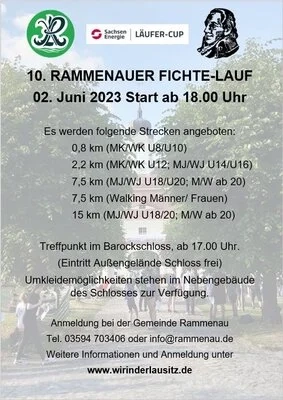 Sachsen
Energie
LÄUFER-CUP
10. RAMMENAUER FICHTE-LAUF
02. Juni 2023 Start ab 18.00 Uhr
Es werden folgende Strecken angeboten:
0,8 km (MK/WK U8/U10)
2,2 km (MK/WK U12; MJ/WJ U14/U16)
7,5 km (MJ/WJ U18/U20; M/W ab 20)
7,5 km (Walking Männer/ Frauen)
15 km (MJ/WJ U18/20; M/W ab 20)
Treffpunkt im Barockschloss, ab 17.00 Uhr.
(Eintritt Außengelände Schloss frei)
Umkleidemöglichkeiten stehen im Nebengebäude
des Schlosses zur Verfügung.
Anmeldung bei der Gemeinde Rammenau
Tel. 03594 703406 oder info@rammenau.de
Weitere Informationen und Anmeldung unter
www.wirinderlausitz.de